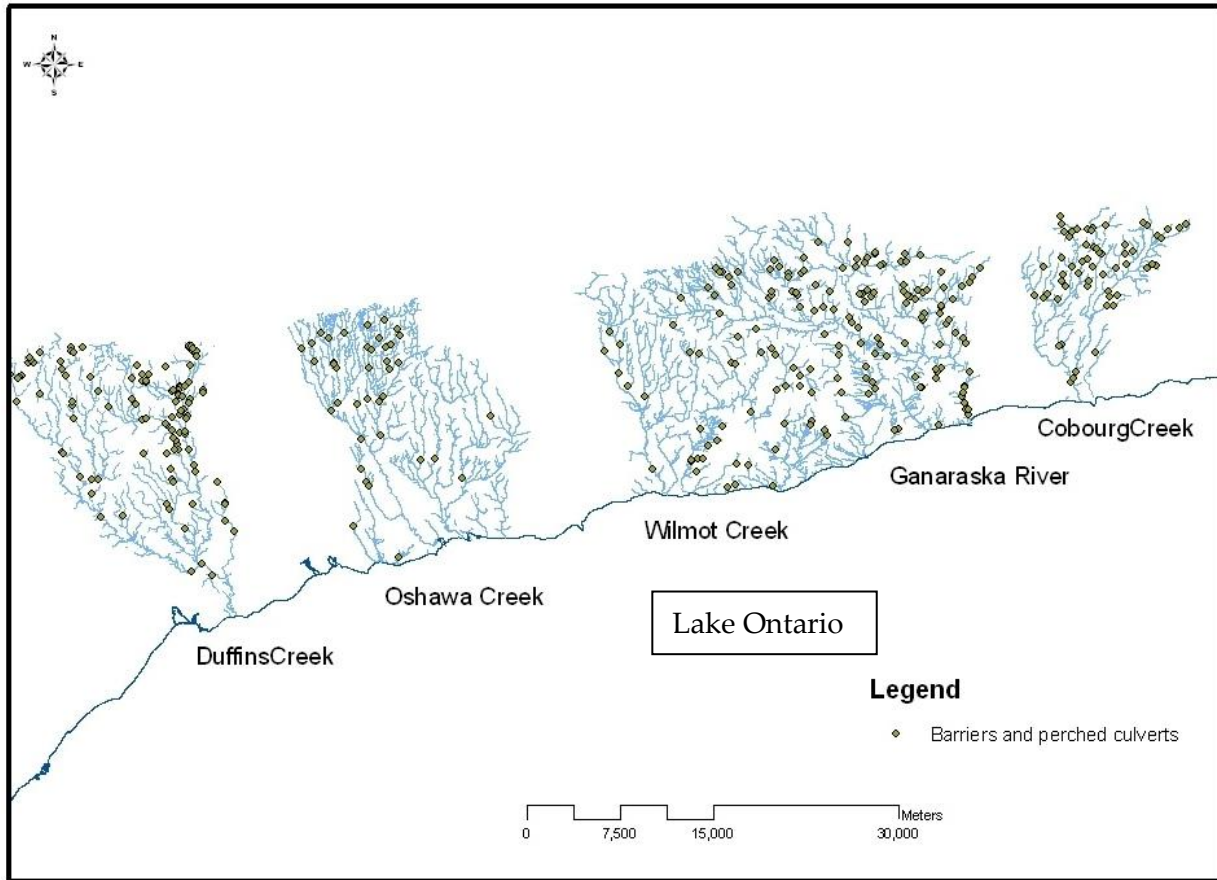 N
W E
S
CobourgCreek
Ganaraska River
Wilmot Creek
Oshawa Creek
Lake Ontario
DuffinsCreek
Legend
Barriers and perched culverts
Meters
0 7,500 15,000 30,000